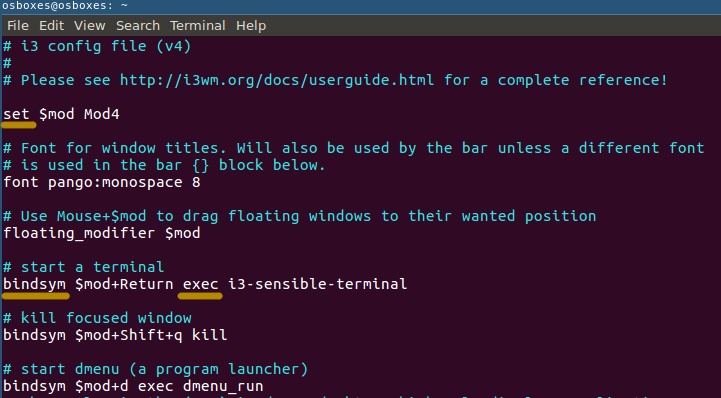 osboxes@osboxes: ~
File Edit View Search Terminal Help
# i3 config file (v4)
#
# Please see http://i3wm.org/docs/userguide.html for a complete reference!
set $mod Mod4
# Font for window titles. Will also be used by the bar unless a different font
# is used in the bar {} block below.
font pango:monospace 8
# Use Mouse+$mod to drag floating windows to their wanted position
floating_modifier $mod
# start a terminal
bindsym $mod+Return exec i3-sensible-terminal
# kill focused window
bindsym $mod+Shift+q kill
# start dmenu (a program launcher)
bindsym $mod+d exec dmenu_run